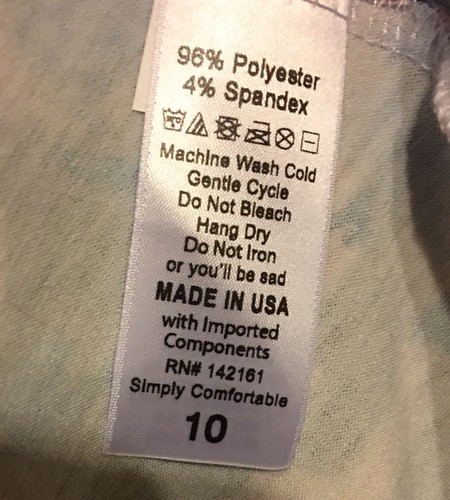 96% Polyester
4% Spandex
Machine Wash Cold
Gentle Cycle
Do Not Bleach
Hang Dry
Do Not Iron
or you'll be sad
MADE IN USA
with Imported
Components
RN# 142161
Simply Comfortable
10